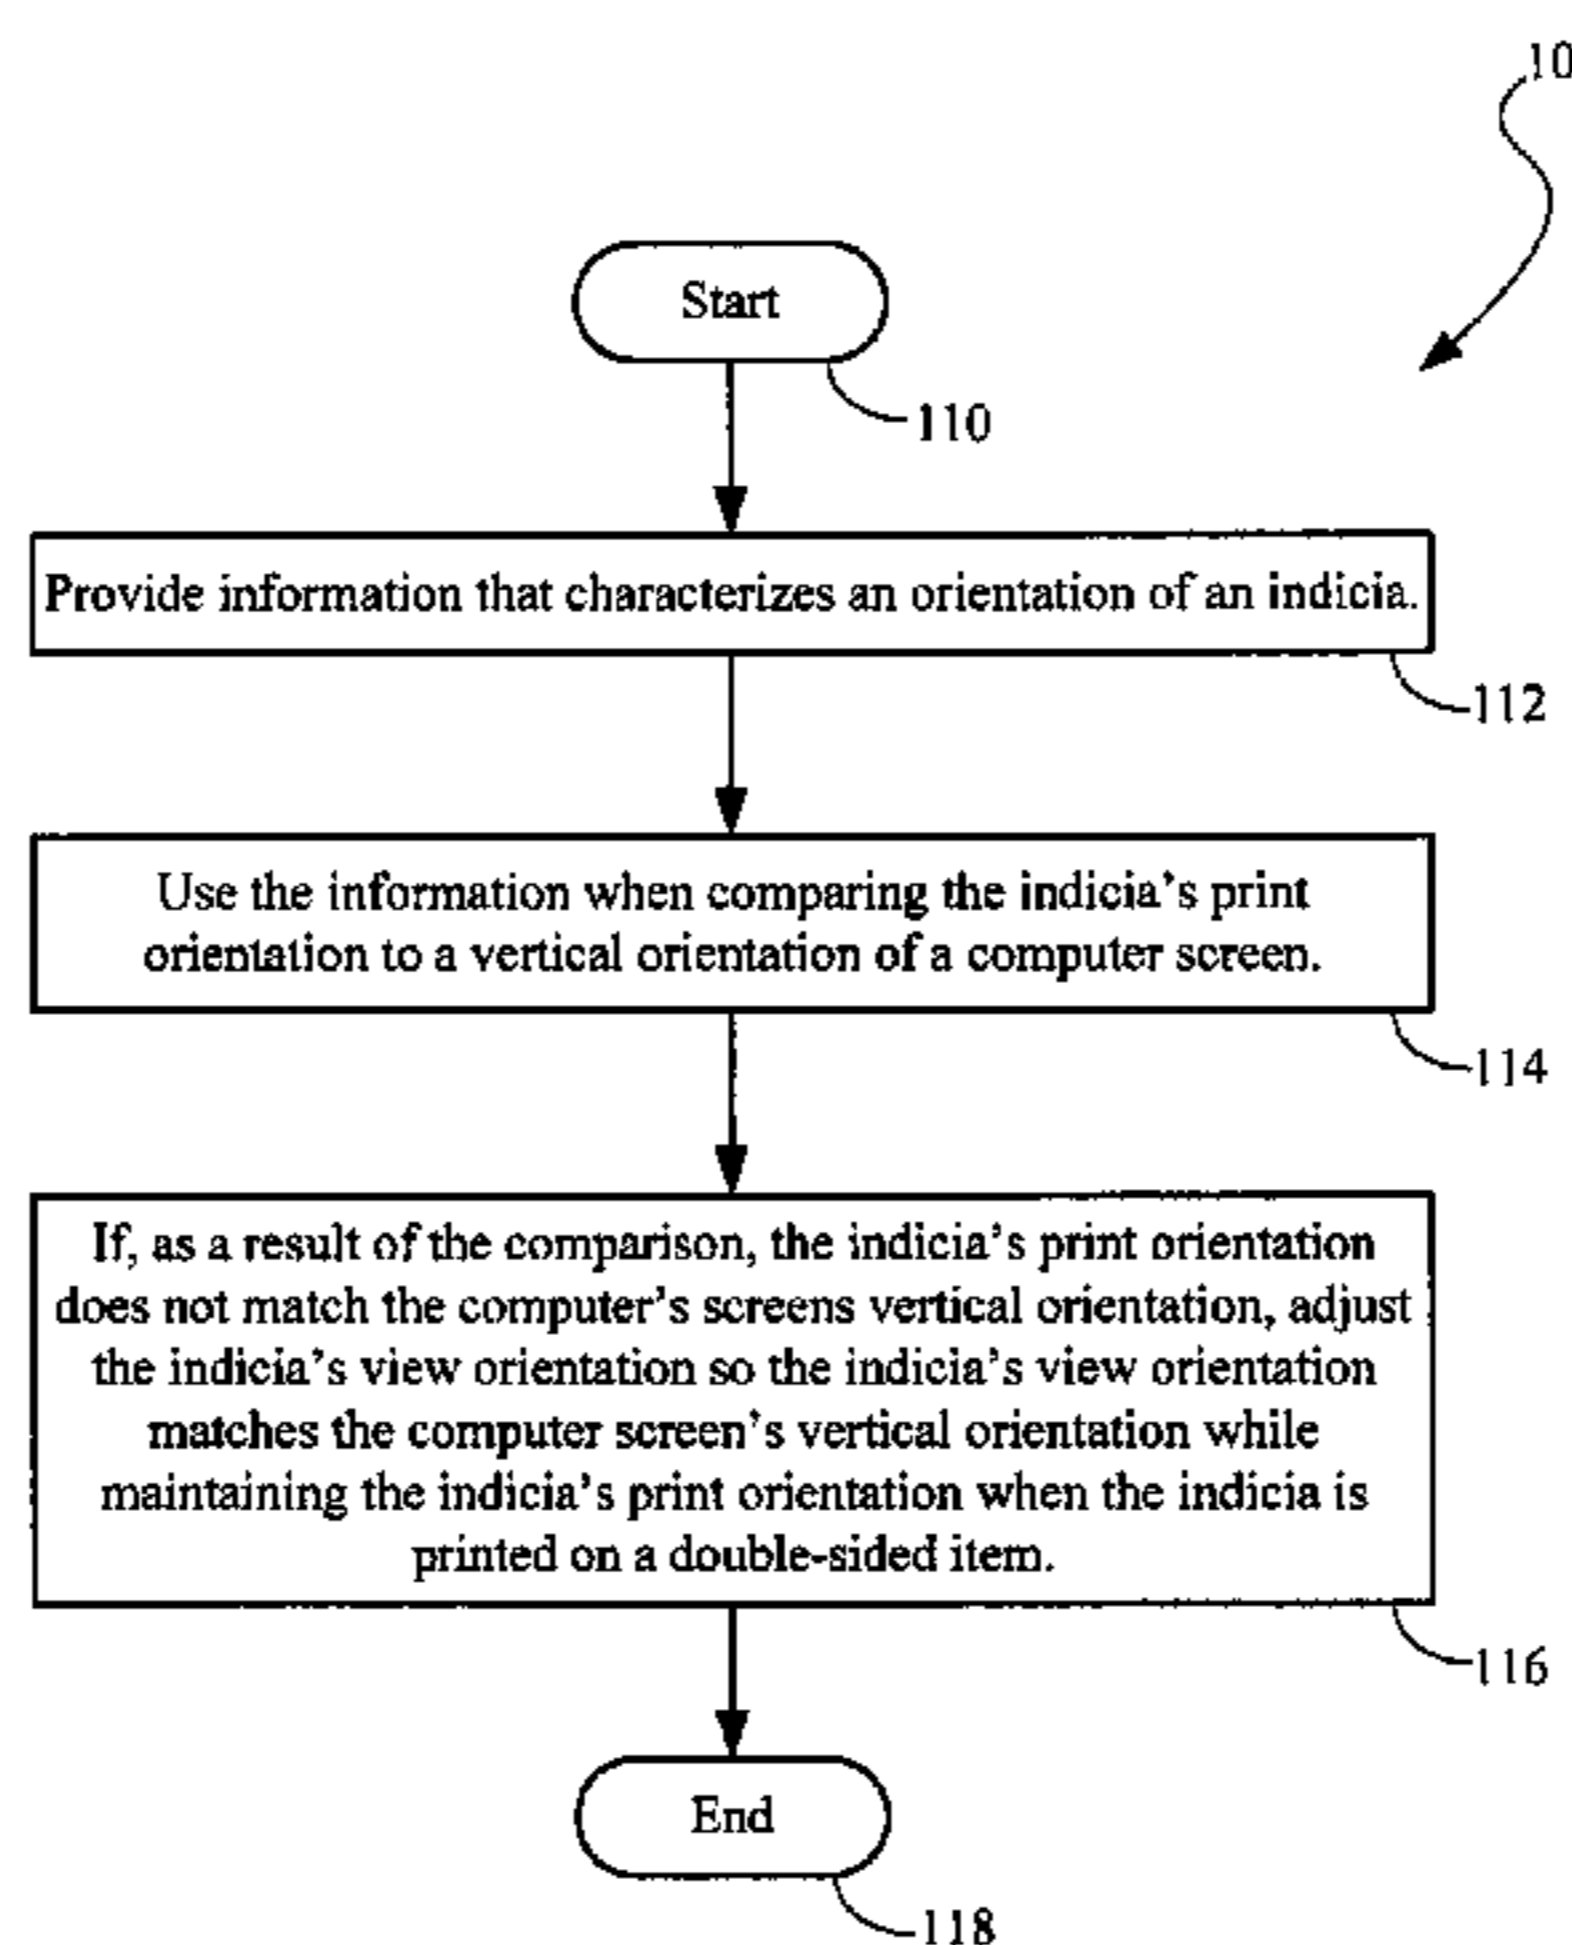 10
Start
110
Provide information that characterizes an orientation of an indicia.
112
Use the information when comparing the indicia's print
orientation to a vertical orientation of a computer screen.
114
If, as a result of the comparison, the indicia's print orientation
does not match the computer's screens vertical orientation, adjust
the indicia's view orientation so the indicia's view orientation
matches the computer screen's vertical orientation while
maintaining the indicia's print orientation when the indicia is
printed on a double-sided item.
116
End
118